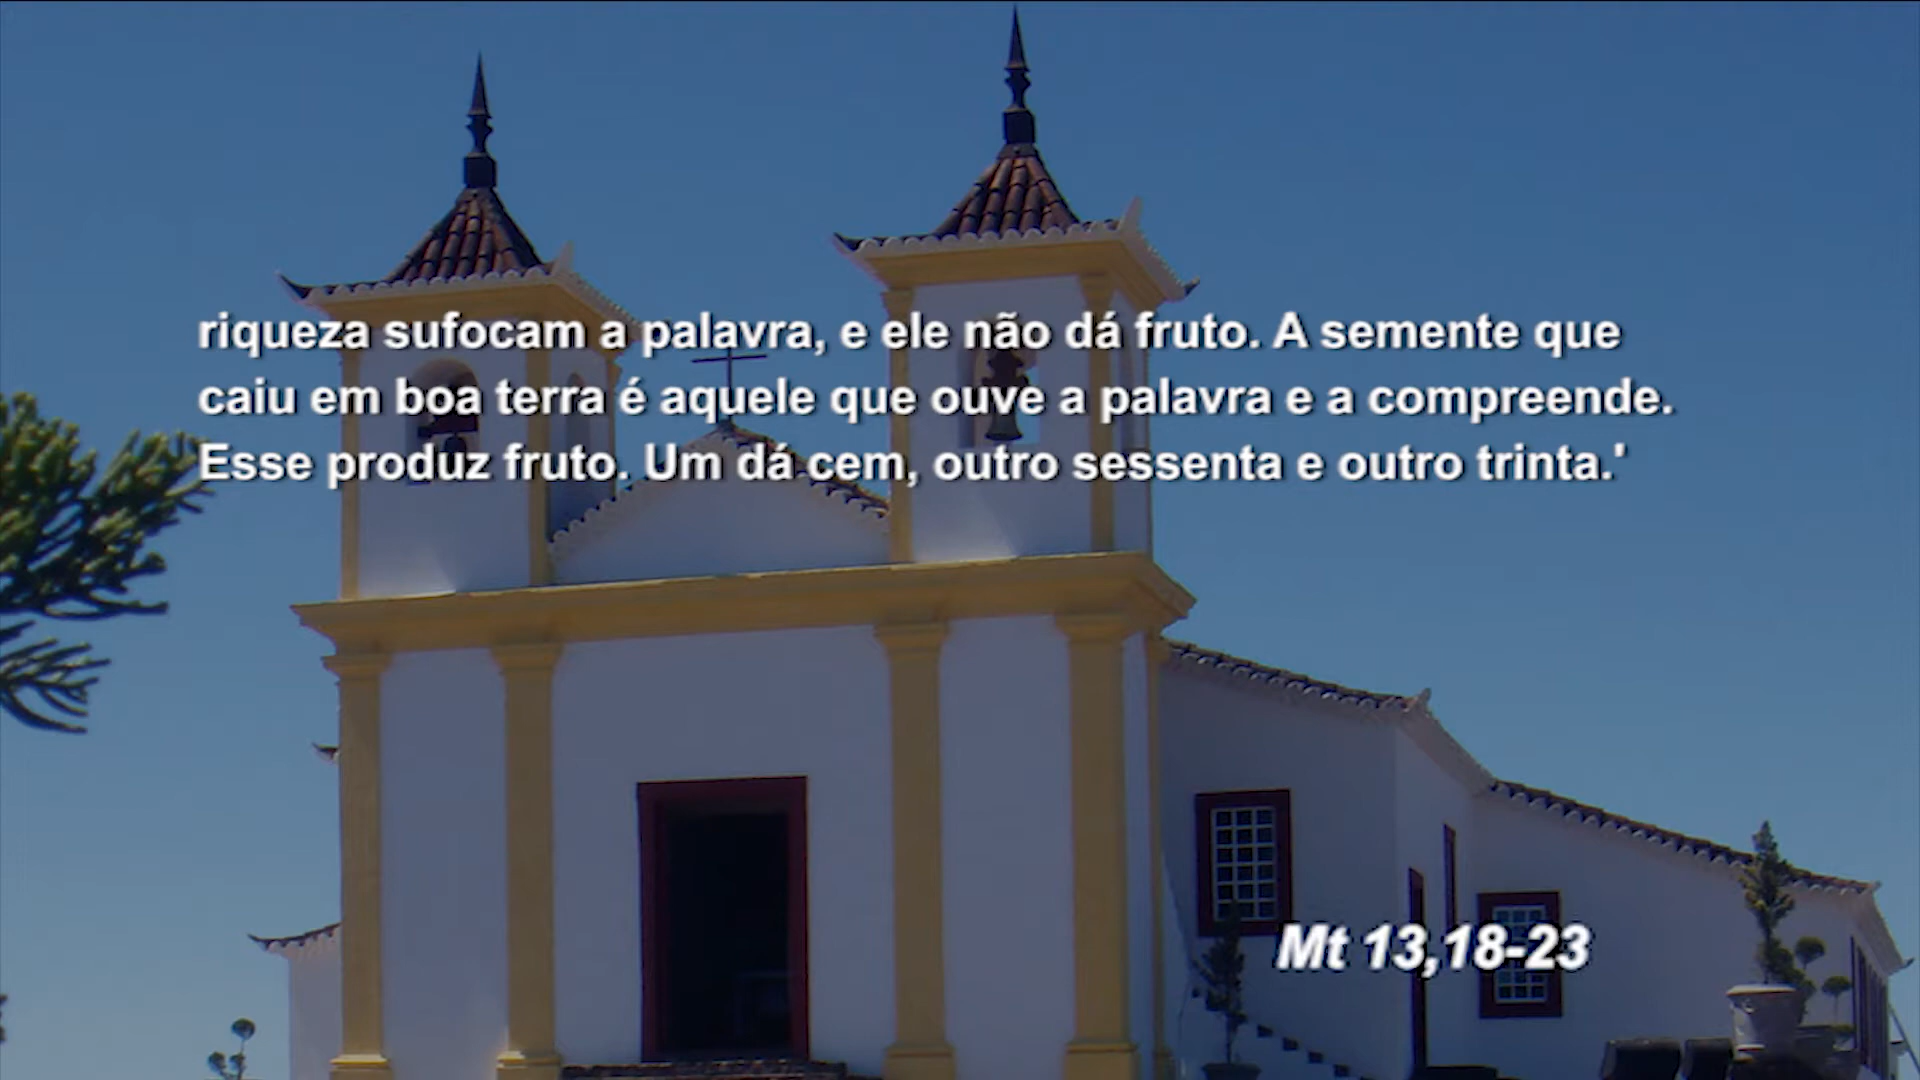 riqueza sufocam a palavra, e ele não dá fruto. A semente que
caiu em boa terra é aquele que ouve a palavra e a compreende.
Esse produz fruto. Um dá cem, outro sessenta e outro trinta.'
Mt 13,18-23